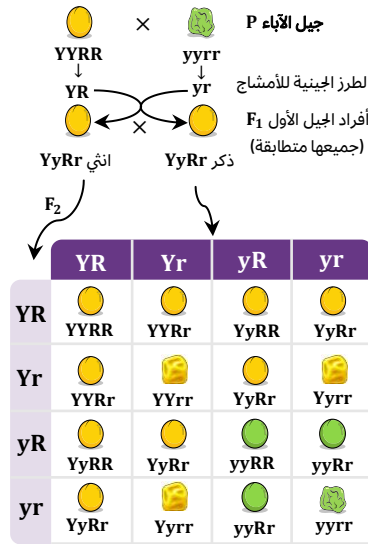 جيل الآباء P
YYRR × yyrr
↓ ↓
YR yr
لطرز الجينية للأمشاج
أفراد الجيل الأول F₁
×
(جميعها متطابقة)
انثي YyRr ذكر YyRr
F₂
YR Yr yR yr
YR
YYRR YYRr YyRR YyRr
Yr
YYRr YYrr YyRr Yyrr
yR
YyRR YyRr yyRR yyRr
yr
YyRr Yyrr yyRr yyrr